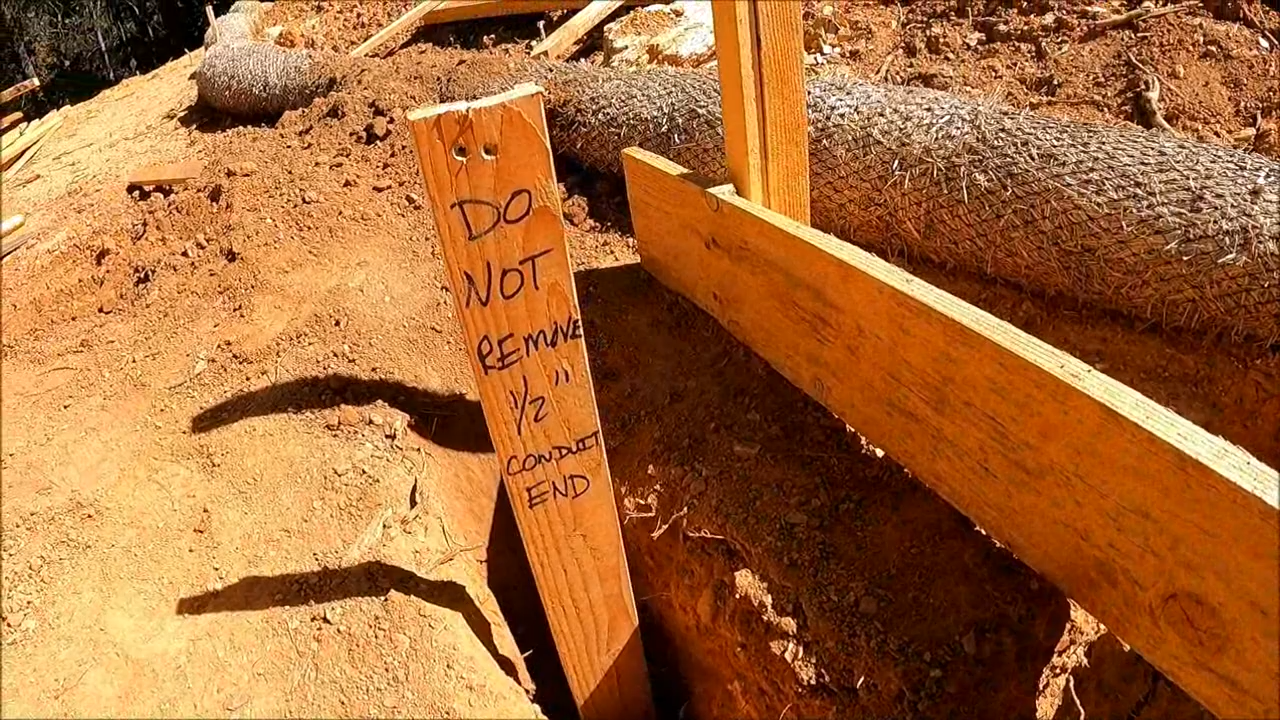 DO
NOT
REMOVE
1/2"
CONDUIT
END